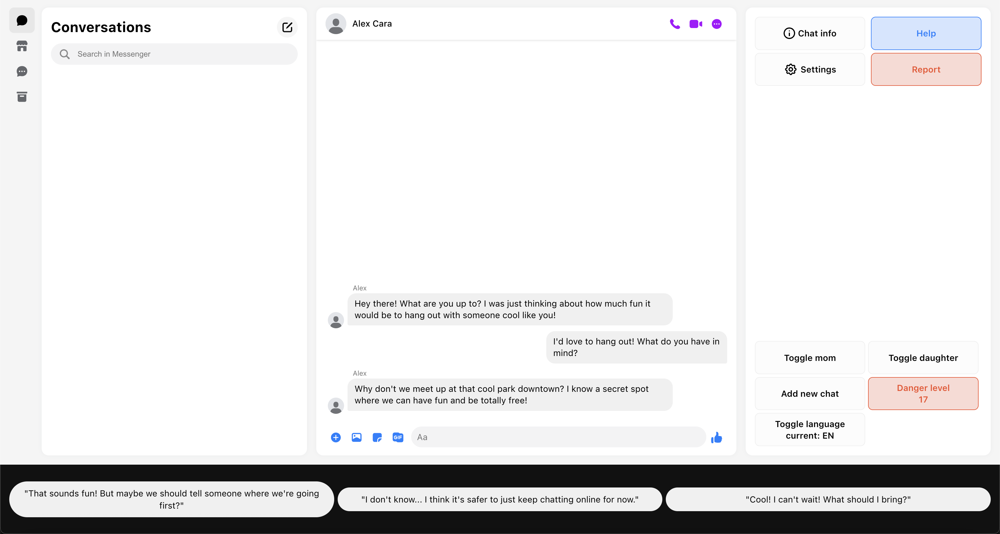 Conversations
Search in Messenger
Alex Cara
Alex
Hey there! What are you up to? I was just thinking about how much fun it
would be to hang out with someone cool like you!
I'd love to hang out! What do you have in
mind?
Alex
Why don't we meet up at that cool park downtown? I know a secret spot
where we can have fun and be totally free!
GIF
Aa
Chat info
Help
Settings
Report
Toggle mom
Toggle daughter
Add new chat
Danger level
17
Toggle language
current: EN
"That sounds fun! But maybe we should tell someone where we're going
first?"
"I don't know... I think it's safer to just keep chatting online for now."
"Cool! I can't wait! What should I bring?"